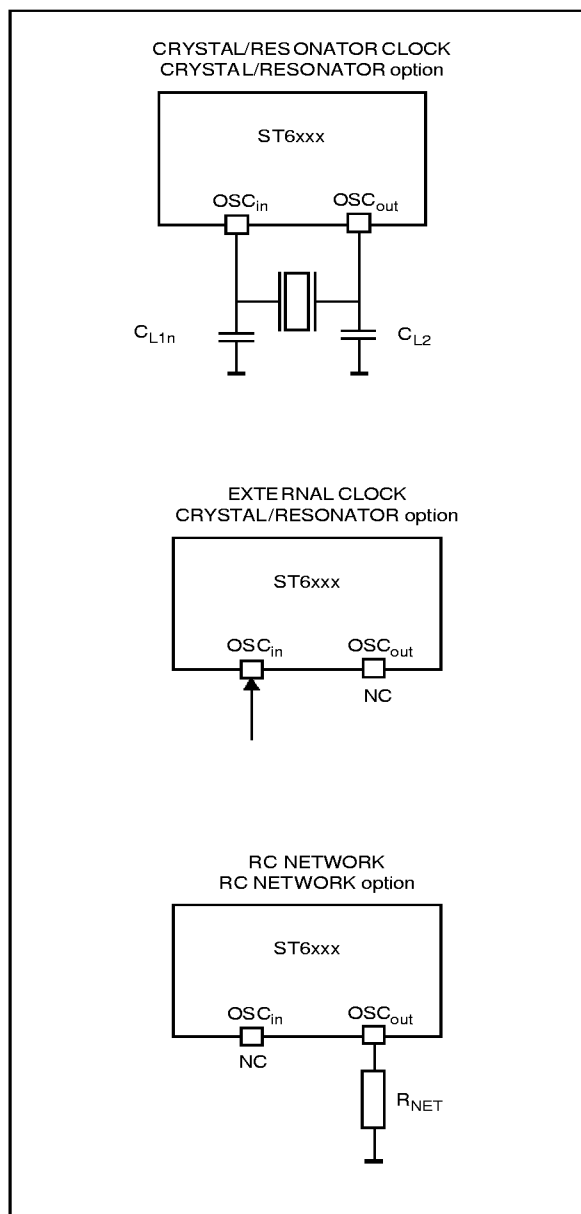 CRYSTAL/RESONATOR CLOCK
CRYSTAL/RESONATOR option
ST6xxx
OSCin OSCout
CL1n CL2
EXTERNAL CLOCK
CRYSTAL/RESONATOR option
ST6xxx
OSCin OSCout
NC
RC NETWORK
RC NETWORK option
ST6xxx
OSCin OSCout
NC
RNET